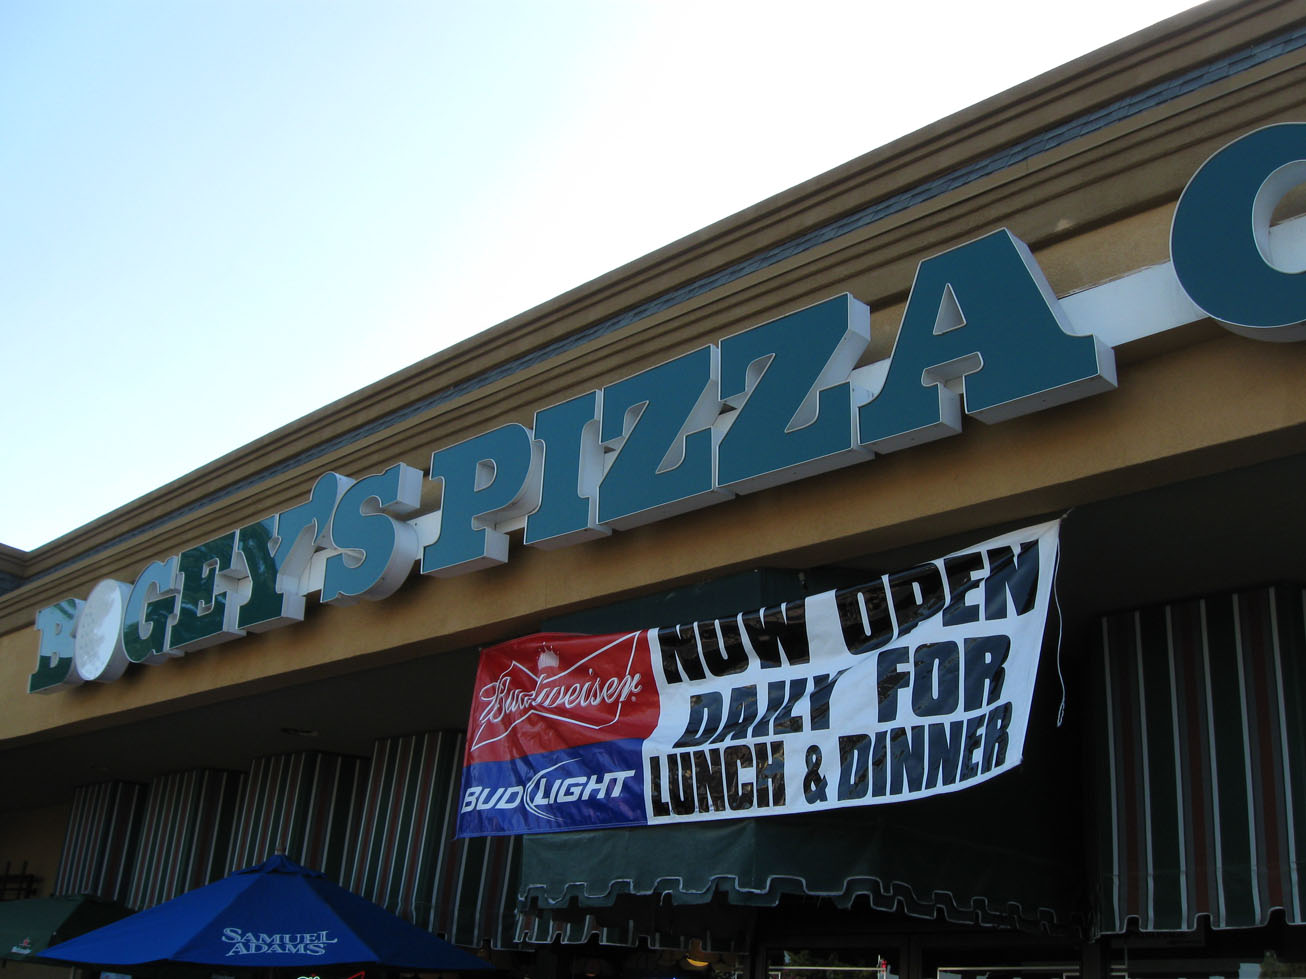 BOGEY'S PIZZA
Budweiser
BUD LIGHT
NOW OPEN
DAILY FOR
LUNCH & DINNER
SAMUEL
ADAMS